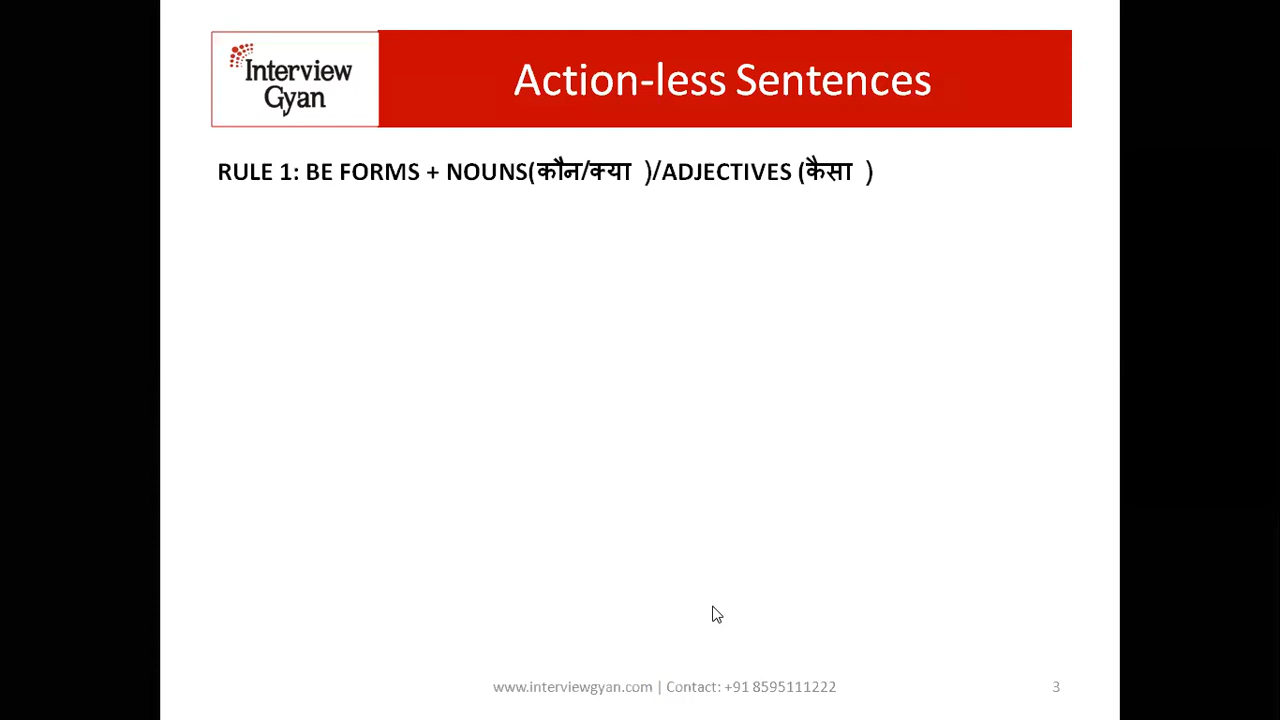 Interview
Gyan
Action-less Sentences
RULE 1: BE FORMS + NOUNS(कौन/क्या )/ADJECTIVES (कैसा )
www.interviewgyan.com | Contact: +91 8595111222
3